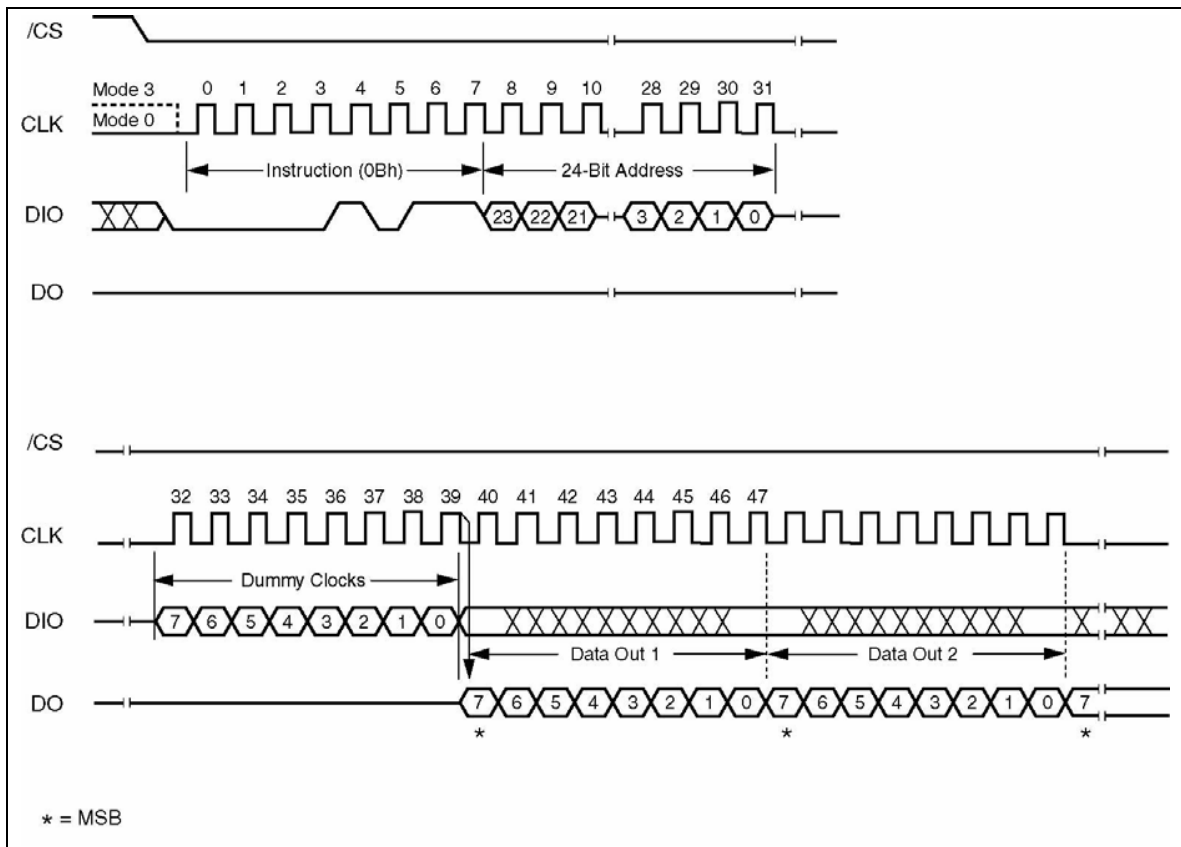 /CS
Mode 3
0 1 2 3 4 5 6 7 8 9 10 28 29 30 31
CLK
Mode 0
Instruction (0Bh) 24-Bit Address
DIO 23 22 21 3 2 1 0
DO
/CS
32 33 34 35 36 37 38 39 40 41 42 43 44 45 46 47
CLK
Dummy Clocks
DIO 7 6 5 4 3 2 1 0
Data Out 1 Data Out 2
DO 7 6 5 4 3 2 1 0 7 6 5 4 3 2 1 0 7
* * *
* = MSB